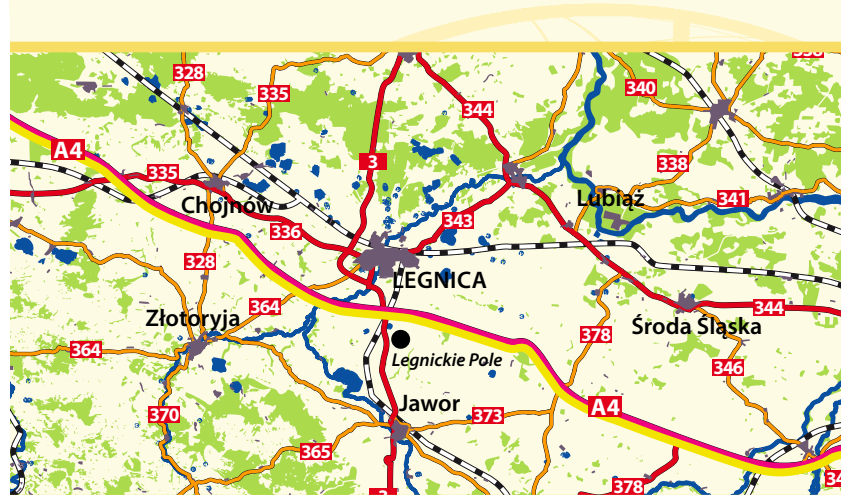 328
335
344
340
A4
3
335
338
Chojnów
Lubiąż
341
336
343
328
LEGNICA
364
Złotoryja
344
Środa Śląska
378
364
Legnickie Pole
346
370
Jawor
373
A4
365
378